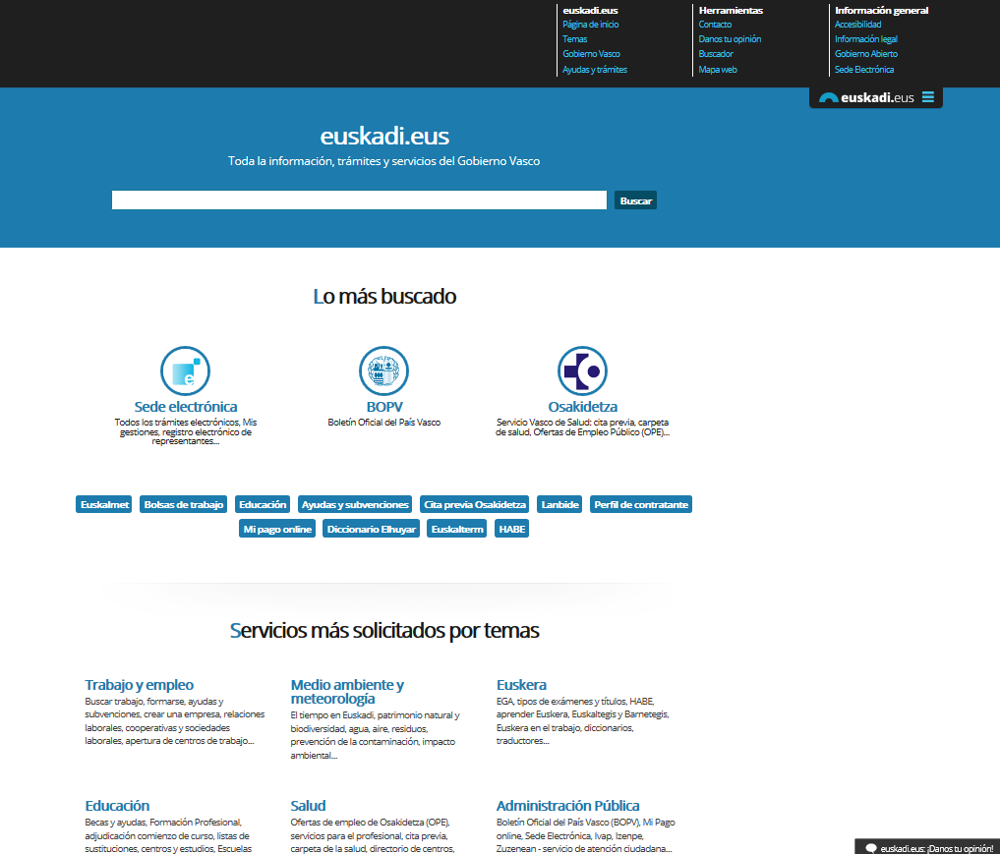 euskadi.eus
Página de inicio
Temas
Gobierno Vasco
Ayudas y trámites
Herramientas
Contacto
Danos tu opinión
Buscador
Mapa web
Información general
Accesibilidad
Información legal
Gobierno Abierto
Sede Electrónica
euskadi.eus
euskadi.eus
Toda la información, trámites y servicios del Gobierno Vasco
Buscar
Lo más buscado
e
Sede electrónica
Todos los trámites electrónicos, Mis
gestiones, registro electrónico de
representantes...
BOPV
Boletín Oficial del País Vasco
Osakidetza
Servicio Vasco de Salud: cita previa, carpeta
de salud, Ofertas de Empleo Público (OPE)...
Euskalmet Bolsas de trabajo Educación Ayudas y subvenciones Cita previa Osakidetza Lanbide Perfil de contratante
Mi pago online Diccionario Elhuyar Euskalterm HABE
Servicios más solicitados por temas
Trabajo y empleo
Buscar trabajo, formarse, ayudas y
subvenciones, crear una empresa, relaciones
laborales, cooperativas y sociedades
laborales, apertura de centros de trabajo...
Medio ambiente y
meteorología
El tiempo en Euskadi, patrimonio natural y
biodiversidad, agua, aire, residuos,
prevención de la contaminación, impacto
ambiental...
Euskera
EGA, tipos de exámenes y títulos, HABE,
aprender Euskera, Euskaltegis y Barnetegis,
Euskera en el trabajo, diccionarios,
traductores...
Educación
Becas y ayudas, Formación Profesional,
adjudicación comienzo de curso, listas de
sustituciones, centros y estudios, Escuelas
Salud
Ofertas de empleo de Osakidetza (OPE),
servicios para el profesional, cita previa,
carpeta de la salud, directorio de centros,
Administración Pública
Boletín Oficial del País Vasco (BOPV), Mi Pago
online, Sede Electrónica, Ivap, Izenpe,
Zuzenean - servicio de atención ciudadana...
euskadi.eus: ¡Danos tu opinión!